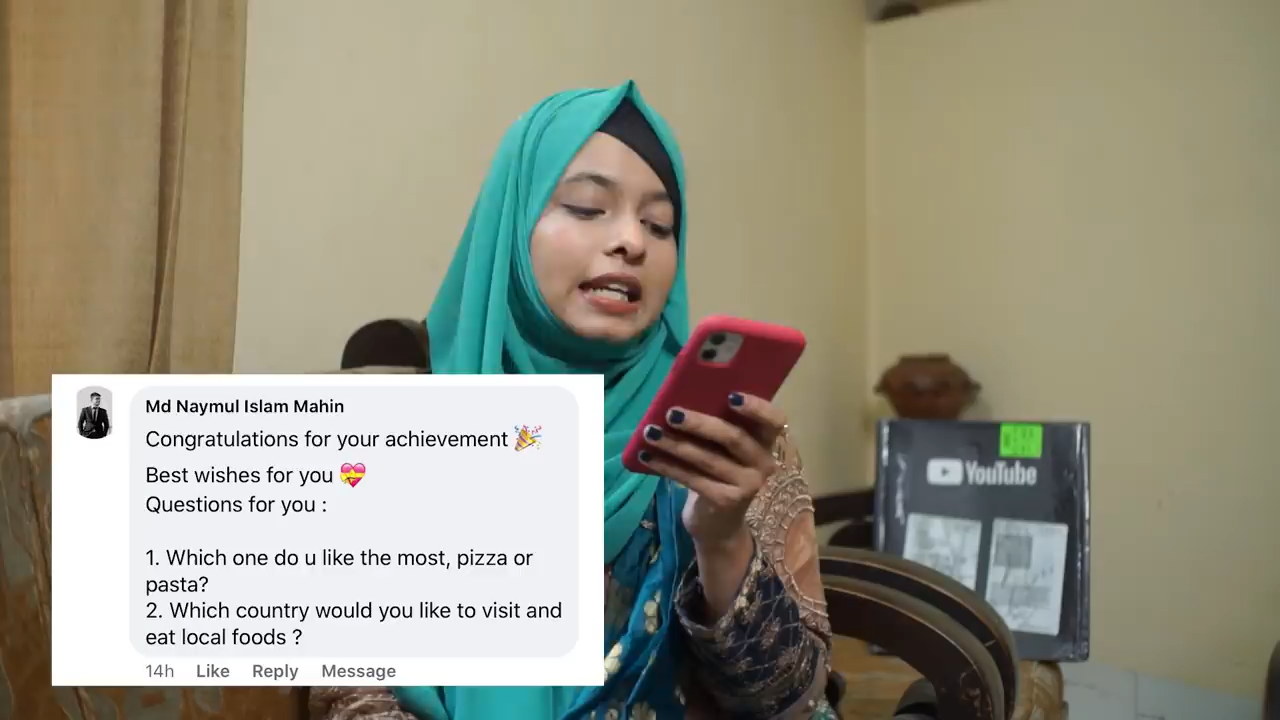 Md Naymul Islam Mahin
Congratulations for your achievement 🎉
Best wishes for you 💝
Questions for you :
1. Which one do u like the most, pizza or
pasta?
2. Which country would you like to visit and
eat local foods ?
14h Like Reply Message
YouTube